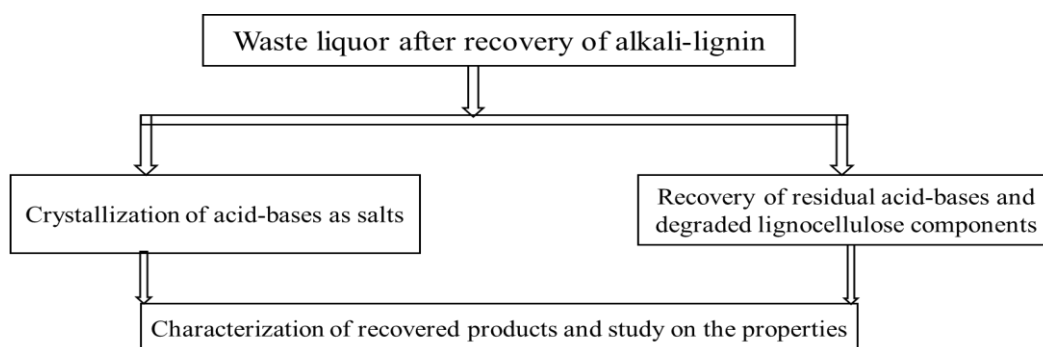 Waste liquor after recovery of alkali-lignin
Crystallization of acid-bases as salts
Recovery of residual acid-bases and
degraded lignocellulose components
Characterization of recovered products and study on the properties